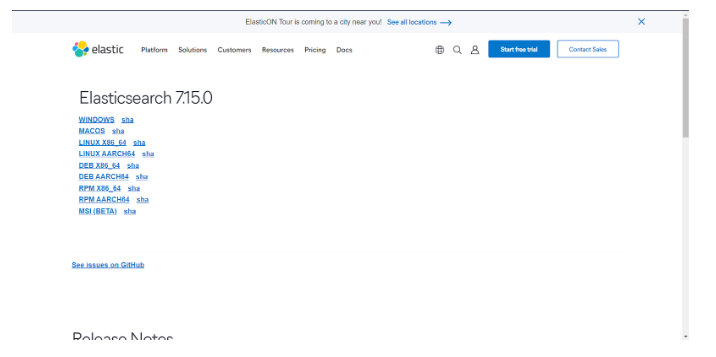 ElasticON Tour is coming to a city near you! See all locations →
elastic Platform Solutions Customers Resources Pricing Docs Start free trial Contact Sales
Elasticsearch 7.15.0
WINDOWS sha
MACOS sha
LINUX X86_64 sha
LINUX AARCH64 sha
DEB X86_64 sha
DEB AARCH64 sha
RPM X86_64 sha
RPM AARCH64 sha
MSI (BETA) sha
See issues on GitHub
Release Notes